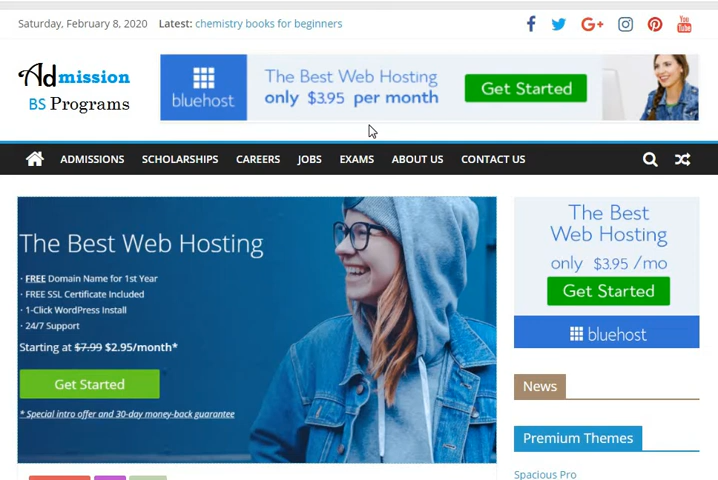 Saturday, February 8, 2020 Latest: chemistry books for beginners
You Tube
Admission
BS Programs
bluehost
The Best Web Hosting
only $3.95 per month
Get Started
ADMISSIONS SCHOLARSHIPS CAREERS JOBS EXAMS ABOUT US CONTACT US
The Best Web Hosting
· FREE Domain Name for 1st Year
· FREE SSL Certificate Included
· 1-Click WordPress Install
· 24/7 Support
Starting at $7.99 $2.95/month*
Get Started
* Special intro offer and 30-day money-back guarantee
The Best
Web Hosting
only $3.95 /mo
Get Started
bluehost
News
Premium Themes
Spacious Pro